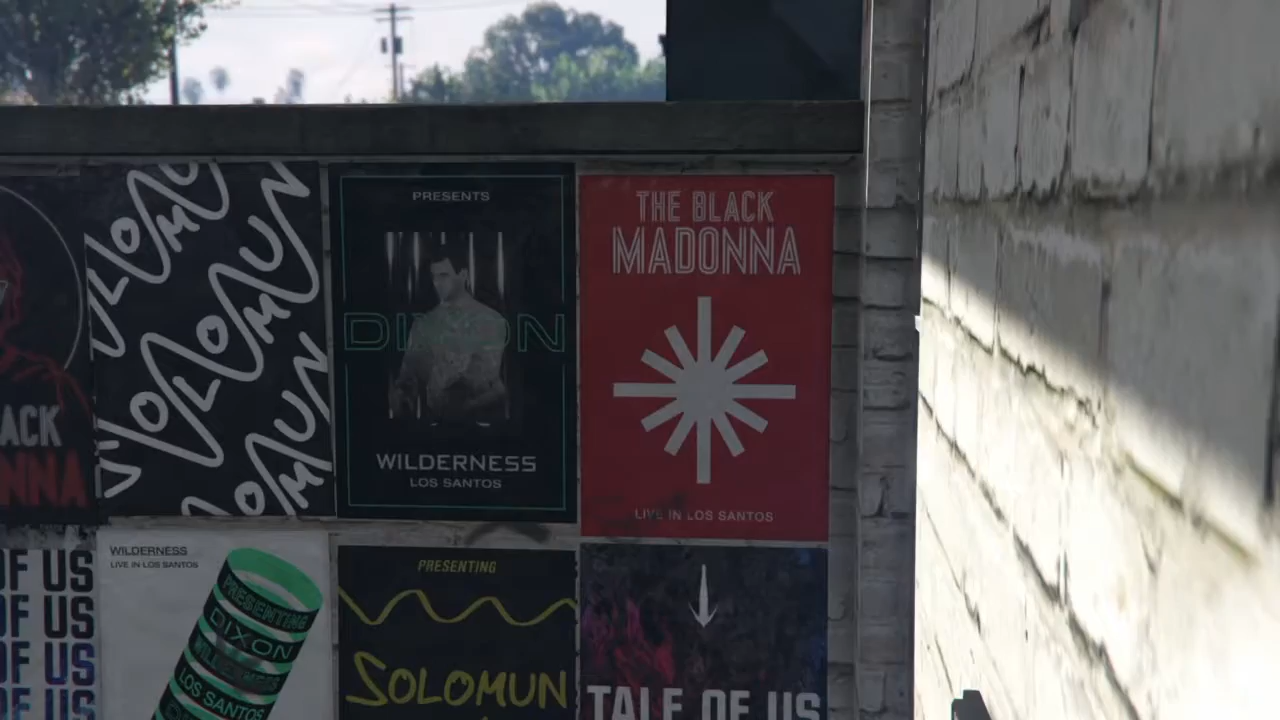 ACK
NNA
SOLOMUN
SOLOMUN
OMUN
PRESENTS
DIXON
WILDERNESS
LOS SANTOS
THE BLACK
MADONNA
LIVE IN LOS SANTOS
OF US
OF US
OF US
OF US
WILDERNESS
LIVE IN LOS SANTOS
PRESENTING
DIXON
WILDERNESS
LOS SANTOS
PRESENTING
SOLOMUN
TALE OF US